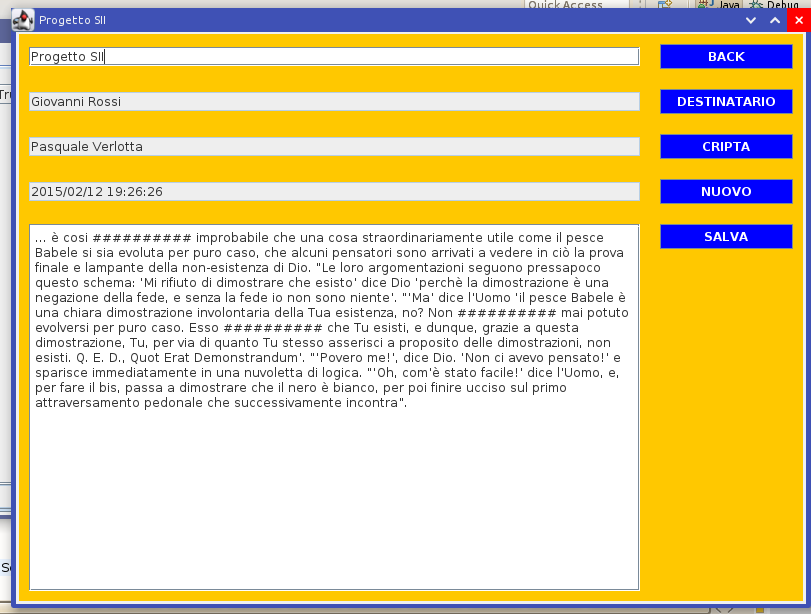 Quick Access
Java
Debug
Progetto SII
Progetto SII
BACK
Giovanni Rossi
DESTINATARIO
Pasquale Verlotta
CRIPTA
2015/02/12 19:26:26
NUOVO
SALVA
... è cosi ########## improbabile che una cosa straordinariamente utile come il pesce
Babele si sia evoluta per puro caso, che alcuni pensatori sono arrivati a vedere in ciò la prova
finale e lampante della non-esistenza di Dio. "Le loro argomentazioni seguono pressapoco
questo schema: 'Mi rifiuto di dimostrare che esisto' dice Dio 'perchè la dimostrazione è una
negazione della fede, e senza la fede io non sono niente'. "'Ma' dice l'Uomo 'il pesce Babele è
una chiara dimostrazione involontaria della Tua esistenza, no? Non ########## mai potuto
evolversi per puro caso. Esso ########## che Tu esisti, e dunque, grazie a questa
dimostrazione, Tu, per via di quanto Tu stesso asserisci a proposito delle dimostrazioni, non
esisti. Q. E. D., Quot Erat Demonstrandum'. "'Povero me!', dice Dio. 'Non ci avevo pensato!' e
sparisce immediatamente in una nuvoletta di logica. "'Oh, com'è stato facile!' dice l'Uomo, e,
per fare il bis, passa a dimostrare che il nero è bianco, per poi finire ucciso sul primo
attraversamento pedonale che successivamente incontra".